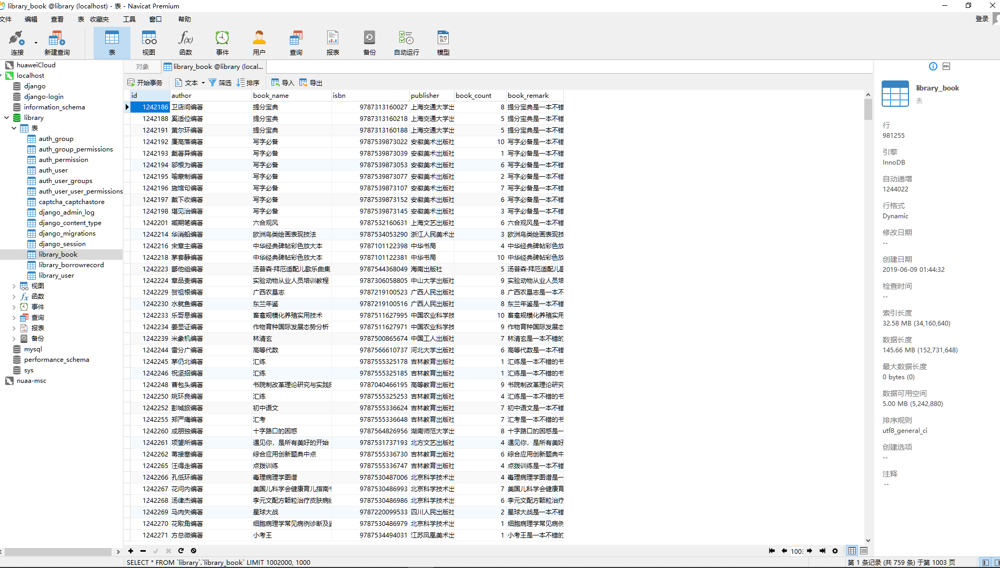 library_book @library (localhost) - 表 - Navicat Premium
文件 编辑 查看 表 收藏夹 工具 窗口 帮助 登录
连接 新建查询 表 视图 函数 事件 用户 查询 报表 备份 自动运行 模型
huaweiCloud
localhost
django
django-login
information_schema
library
表
auth_group
auth_group_permissions
auth_permission
auth_user
auth_user_groups
auth_user_user_permissions
captcha_captchastore
django_admin_log
django_content_type
django_migrations
django_session
library_book
library_borrowrecord
library_user
视图
函数
事件
查询
报表
备份
mysql
performance_schema
sys
nuaa-msc
对象 library_book @library (local...
开始事务 文本 筛选 排序 导入 导出
id author book_name isbn publisher book_count book_remark
1242186 卫店间编著 提分宝典 9787313160027 上海交通大学出 8 提分宝典是一本不错
1242188 奚适位编著 提分宝典 9787313160218 上海交通大学出 5 提分宝典是一本不错
1242191 黄尔环编著 提分宝典 9787313160188 上海交通大学出 5 提分宝典是一本不错
1242192 廉高落编著 写字必备 9787539873022 安徽美术出版社 10 写字必备是一本不错
1242193 戴著异编著 写字必备 9787539873039 安徽美术出版社 1 写字必备是一本不错
1242194 邬根为编著 写字必备 9787539873053 安徽美术出版社 6 写字必备是一本不错
1242195 喻蒙制编著 写字必备 9787539873077 安徽美术出版社 2 写字必备是一本不错
1242196 施馆句编著 写字必备 9787539873107 安徽美术出版社 7 写字必备是一本不错
1242197 戴下收编著 写字必备 9787539873152 安徽美术出版社 6 写字必备是一本不错
1242198 堪见治编著 写字必备 9787539873145 安徽美术出版社 3 写字必备是一本不错
1242201 臧期笔编著 六合观风 9787532160631 上海文艺出版社 6 六合观风是一本不错
1242214 华消船编著 欧洲鸟类绘画表现技法 9787534053290 浙江人民美术出 3 欧洲鸟类绘画表现技
1242216 宋章主编著 中华经典碑帖彩色放大本 9787101122398 中华书局 4 中华经典碑帖彩色放
1242218 茅套静编著 中华经典碑帖彩色放大本 9787101122381 中华书局 10 中华经典碑帖彩色放
1242223 酆他组编著 汤普森·拜厄适配儿歌乐曲集 9787544368049 海南出版社 5 汤普森·拜厄适配儿歌
1242224 章品责编著 实验动物从业人员培训教程 9787306058805 中山大学出版社 9 实验动物从业人员培
1242229 贺祖根编著 广西农垦志 9787219100523 广西人民出版社 8 广西农垦志是一本不
1242230 水就鱼编著 东兰年鉴 9787219100516 广西人民出版社 8 东兰年鉴是一本不错
1242233 乐哥息编著 畜禽规模化养殖实用技术 9787511627995 中国农业科学技 10 畜禽规模化养殖实用
1242234 姜显证编著 作物育种国际发展态势分析 9787511627971 中国农业科学技 9 作物育种国际发展态
1242239 米象机编著 林清玄 9787500865674 中国工人出版社 7 林清玄是一本不错的
1242244 雷分广编著 高等代数 9787566610737 河北大学出版社 6 高等代数是一本不错
1242245 茅仍北编著 汇练 9787555325178 吉林教育出版社 1 汇练是一本不错的书
1242246 祝坚招编著 汇练 9787555325185 吉林教育出版社 1 汇练是一本不错的书
1242248 曹包头编著 书院制改革理论研究与实践探 9787040466195 高等教育出版社 9 书院制改革理论研究
1242250 姚环良编著 汇练 9787555325253 吉林教育出版社 4 汇练是一本不错的书
1242252 彭城旅编著 初中语文 9787555336624 吉林教育出版社 7 初中语文是一本不错
1242255 郑严痛编著 汇考 9787555336648 吉林教育出版社 7 汇考是一本不错的书
1242260 成朋独编著 十字路口的困惑 9787564826956 湖南师范大学出 8 十字路口的困惑是一
1242261 项望所编著 遇见你，是所有美好的开始 9787531737193 北方文艺出版社 4 遇见你，是所有美好
1242262 蒋接塞编著 综合应用创新题典中点 9787555336730 吉林教育出版社 6 综合应用创新题典中
1242265 汪得走编著 点拨训练 9787555336747 吉林教育出版社 4 点拨训练是一本不错
1242266 孔低环编著 毒理病理学图谱 9787530487006 北京科学技术出 4 毒理病理学图谱是一
1242267 花问内编著 美国儿科学会健康育儿指南 9787530486993 北京科学技术出 7 美国儿科学会健康育
1242268 汤律杰编著 李元文配方颗粒治疗皮肤病经 9787530486986 北京科学技术出 6 李元文配方颗粒治疗
1242269 马肉失编著 星球大战 9787220099533 四川人民出版社 2 星球大战是一本不错
1242270 花取角编著 细胞病理学常见病例诊断及鉴 9787530486979 北京科学技术出 1 细胞病理学常见病例
1242271 方总微编著 小考王 9787534494031 江苏凤凰美术出 1 小考王是一本不错的
1003
SELECT * FROM `library`.`library_book` LIMIT 1002000, 1000
第 1 条记录 (共 759 条) 于第 1003 页
library_book
表
行
981255
引擎
InnoDB
自动递增
1244022
行格式
Dynamic
修改日期
--
创建日期
2019-06-09 01:44:32
检查时间
--
索引长度
32.58 MB (34,160,640)
数据长度
145.66 MB (152,731,648)
最大数据长度
0 bytes (0)
数据可用空间
5.00 MB (5,242,880)
排序规则
utf8_general_ci
创建选项
--
注释
--